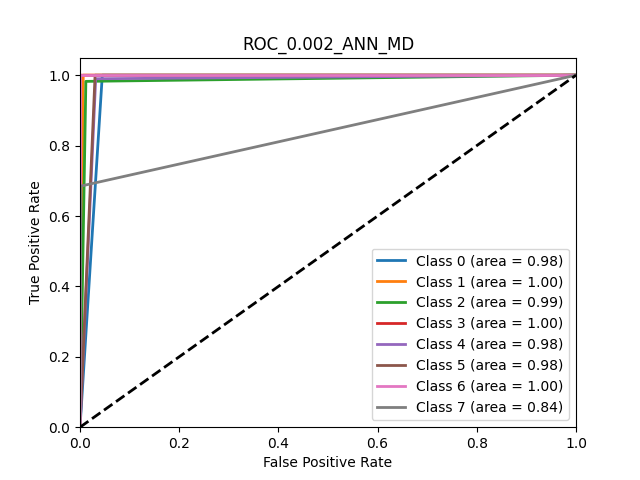 ROC_0.002_ANN_MD
True Positive Rate
1.0
0.8
0.6
0.4
0.2
0.0
Class 0 (area = 0.98)
Class 1 (area = 1.00)
Class 2 (area = 0.99)
Class 3 (area = 1.00)
Class 4 (area = 0.98)
Class 5 (area = 0.98)
Class 6 (area = 1.00)
Class 7 (area = 0.84)
0.0 0.2 0.4 0.6 0.8 1.0
False Positive Rate